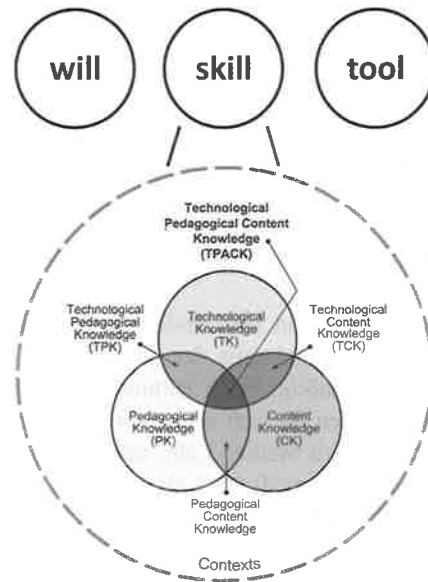 will
skill
tool
Technological
Pedagogical Content
Knowledge
(TPACK)
Technological
Pedagogical
Knowledge
(TPK)
Technological
Knowledge
(TK)
Technological
Content
Knowledge
(TCK)
Pedagogical
Knowledge
(PK)
Content
Knowledge
(CK)
Pedagogical
Content
Knowledge
Contexts